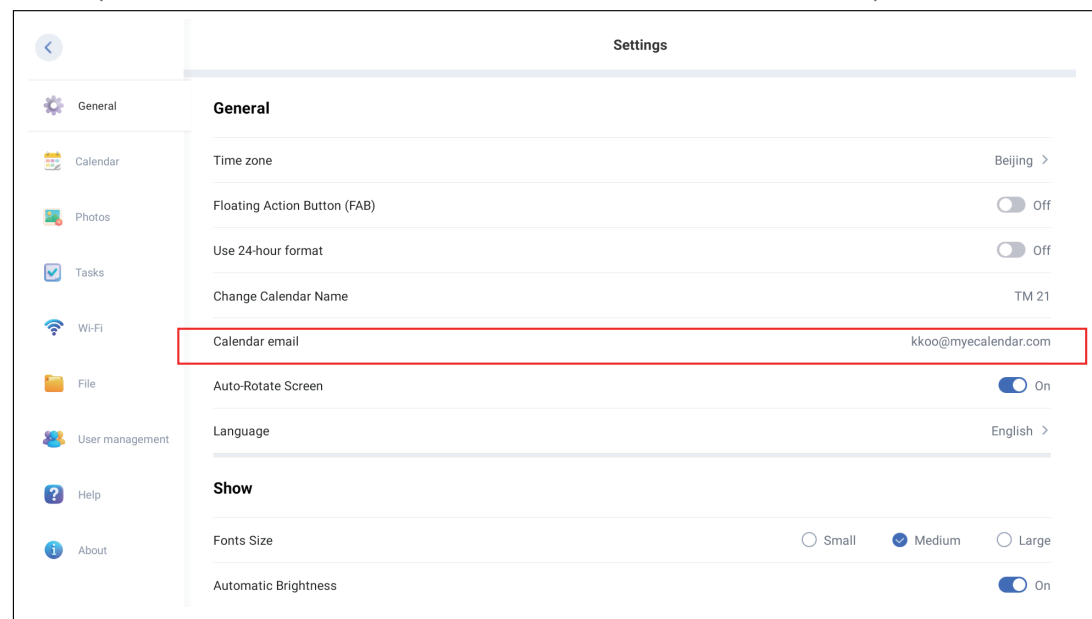 Settings
General
Calendar
Photos
Tasks
Wi-Fi
File
User management
Help
About
General
Time zone Beijing
Floating Action Button (FAB) Off
Use 24-hour format Off
Change Calendar Name TM 21
Calendar email kkoo@myecalendar.com
Auto-Rotate Screen On
Language English
Show
Fonts Size Small Medium Large
Automatic Brightness On